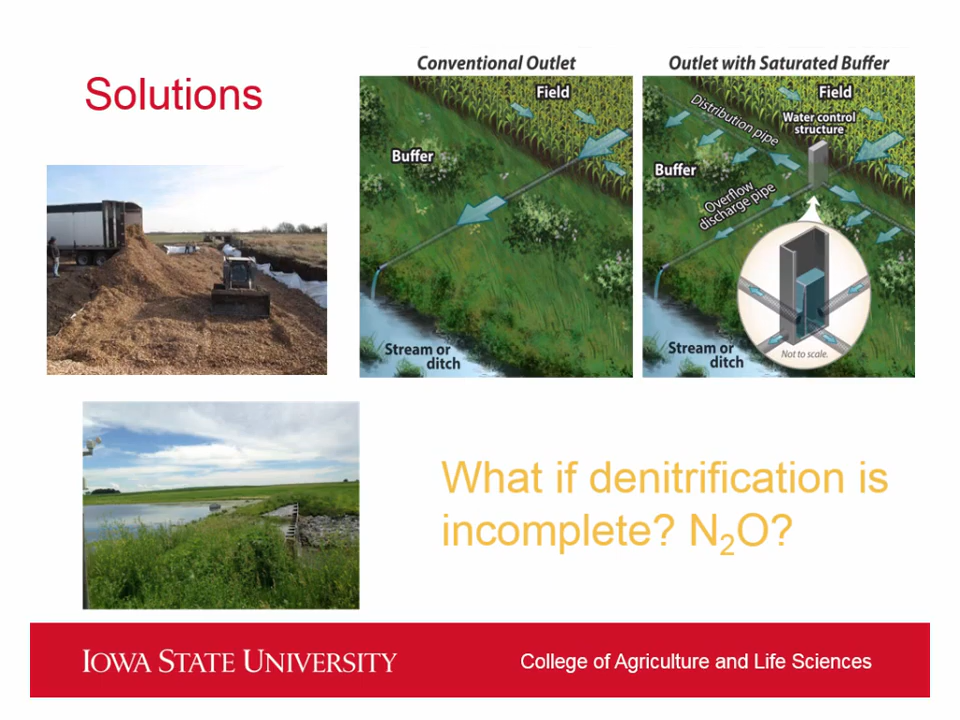 Solutions
Conventional Outlet
Field
Buffer
Stream or
ditch
Outlet with Saturated Buffer
Field
Distribution pipe
Water control
structure
Buffer
Overflow
discharge pipe
Not to scale.
Stream or
ditch
What if denitrification is
incomplete? N₂O?
IOWA STATE UNIVERSITY
College of Agriculture and Life Sciences